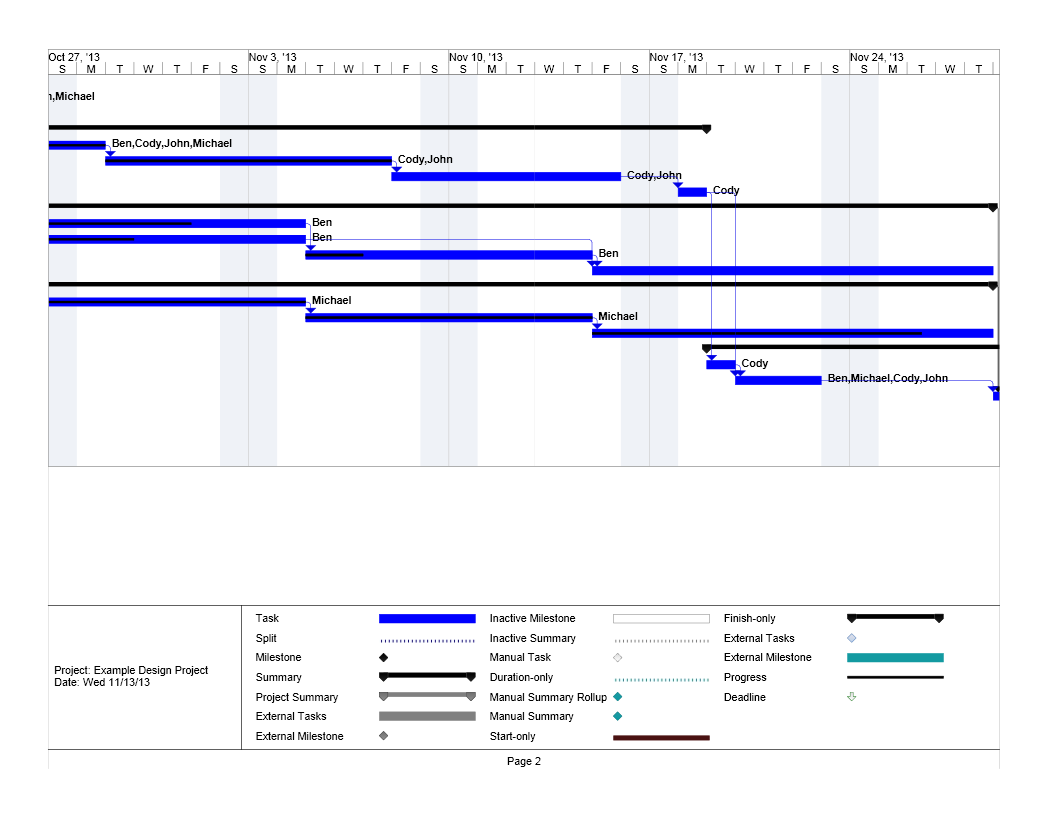 Oct 27, '13 Nov 3, '13 Nov 10, '13 Nov 17, '13 Nov 24, '13
S M T W T F S S M T W T F S S M T W T F S S M T W T F S S M T W T
,Michael
Ben,Cody,John,Michael
Cody,John
Cody,John
Cody
Ben
Ben
Ben
Michael
Michael
Cody
Ben,Michael,Cody,John
Project: Example Design Project
Date: Wed 11/13/13
Task
Split
Milestone
Summary
Project Summary
External Tasks
External Milestone
Inactive Milestone
Inactive Summary
Manual Task
Duration-only
Manual Summary Rollup
Manual Summary
Start-only
Finish-only
External Tasks
External Milestone
Progress
Deadline
Page 2